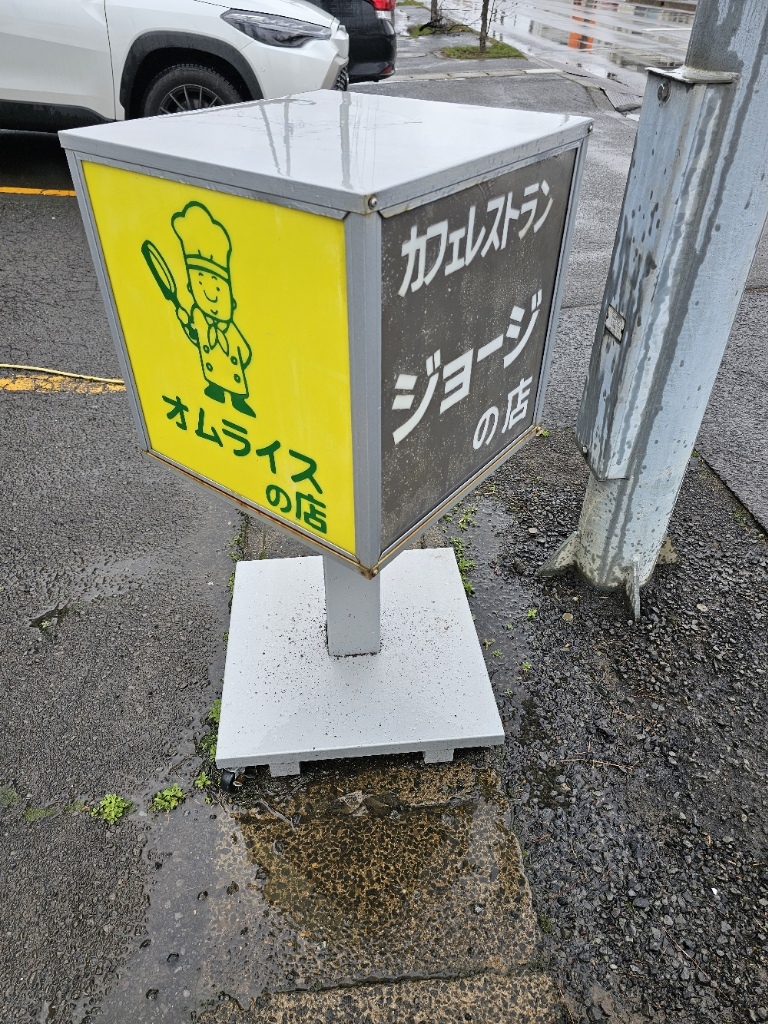 オムライス
の店
カフェレストラン
ジョージ
の店